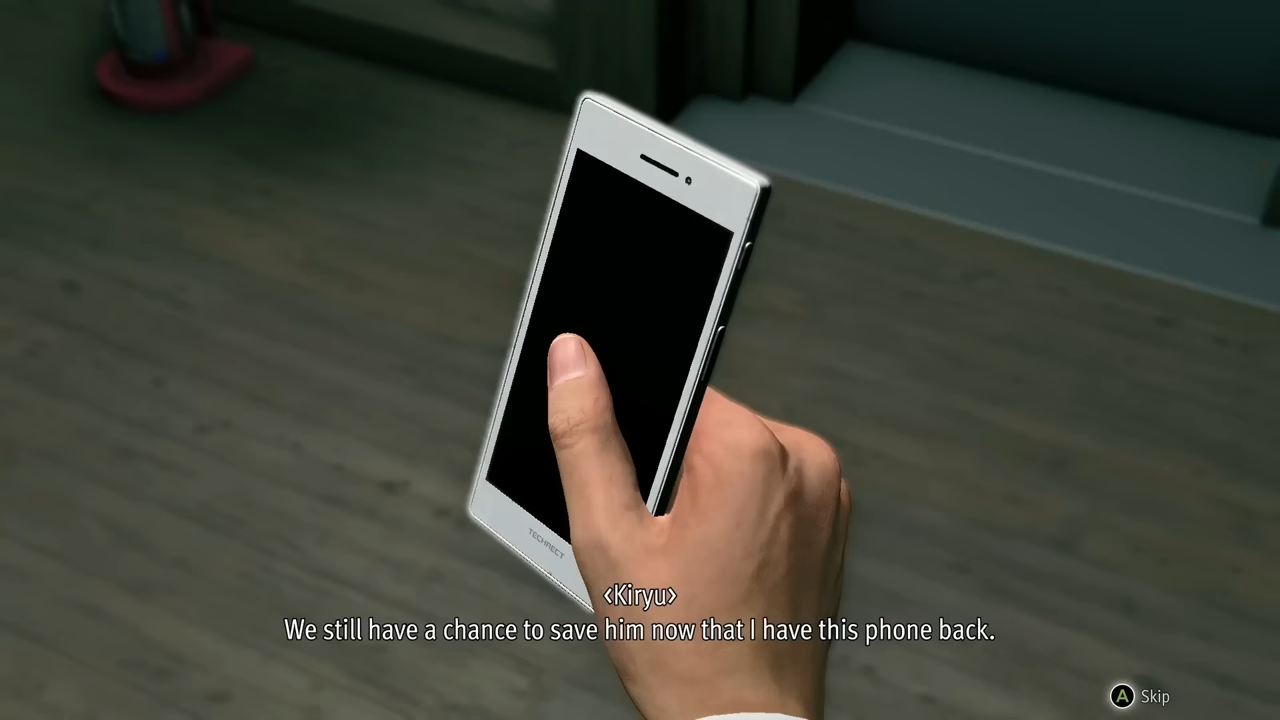 TECHRECT
<Kiryu>
We still have a chance to save him now that I have this phone back.
A Skip